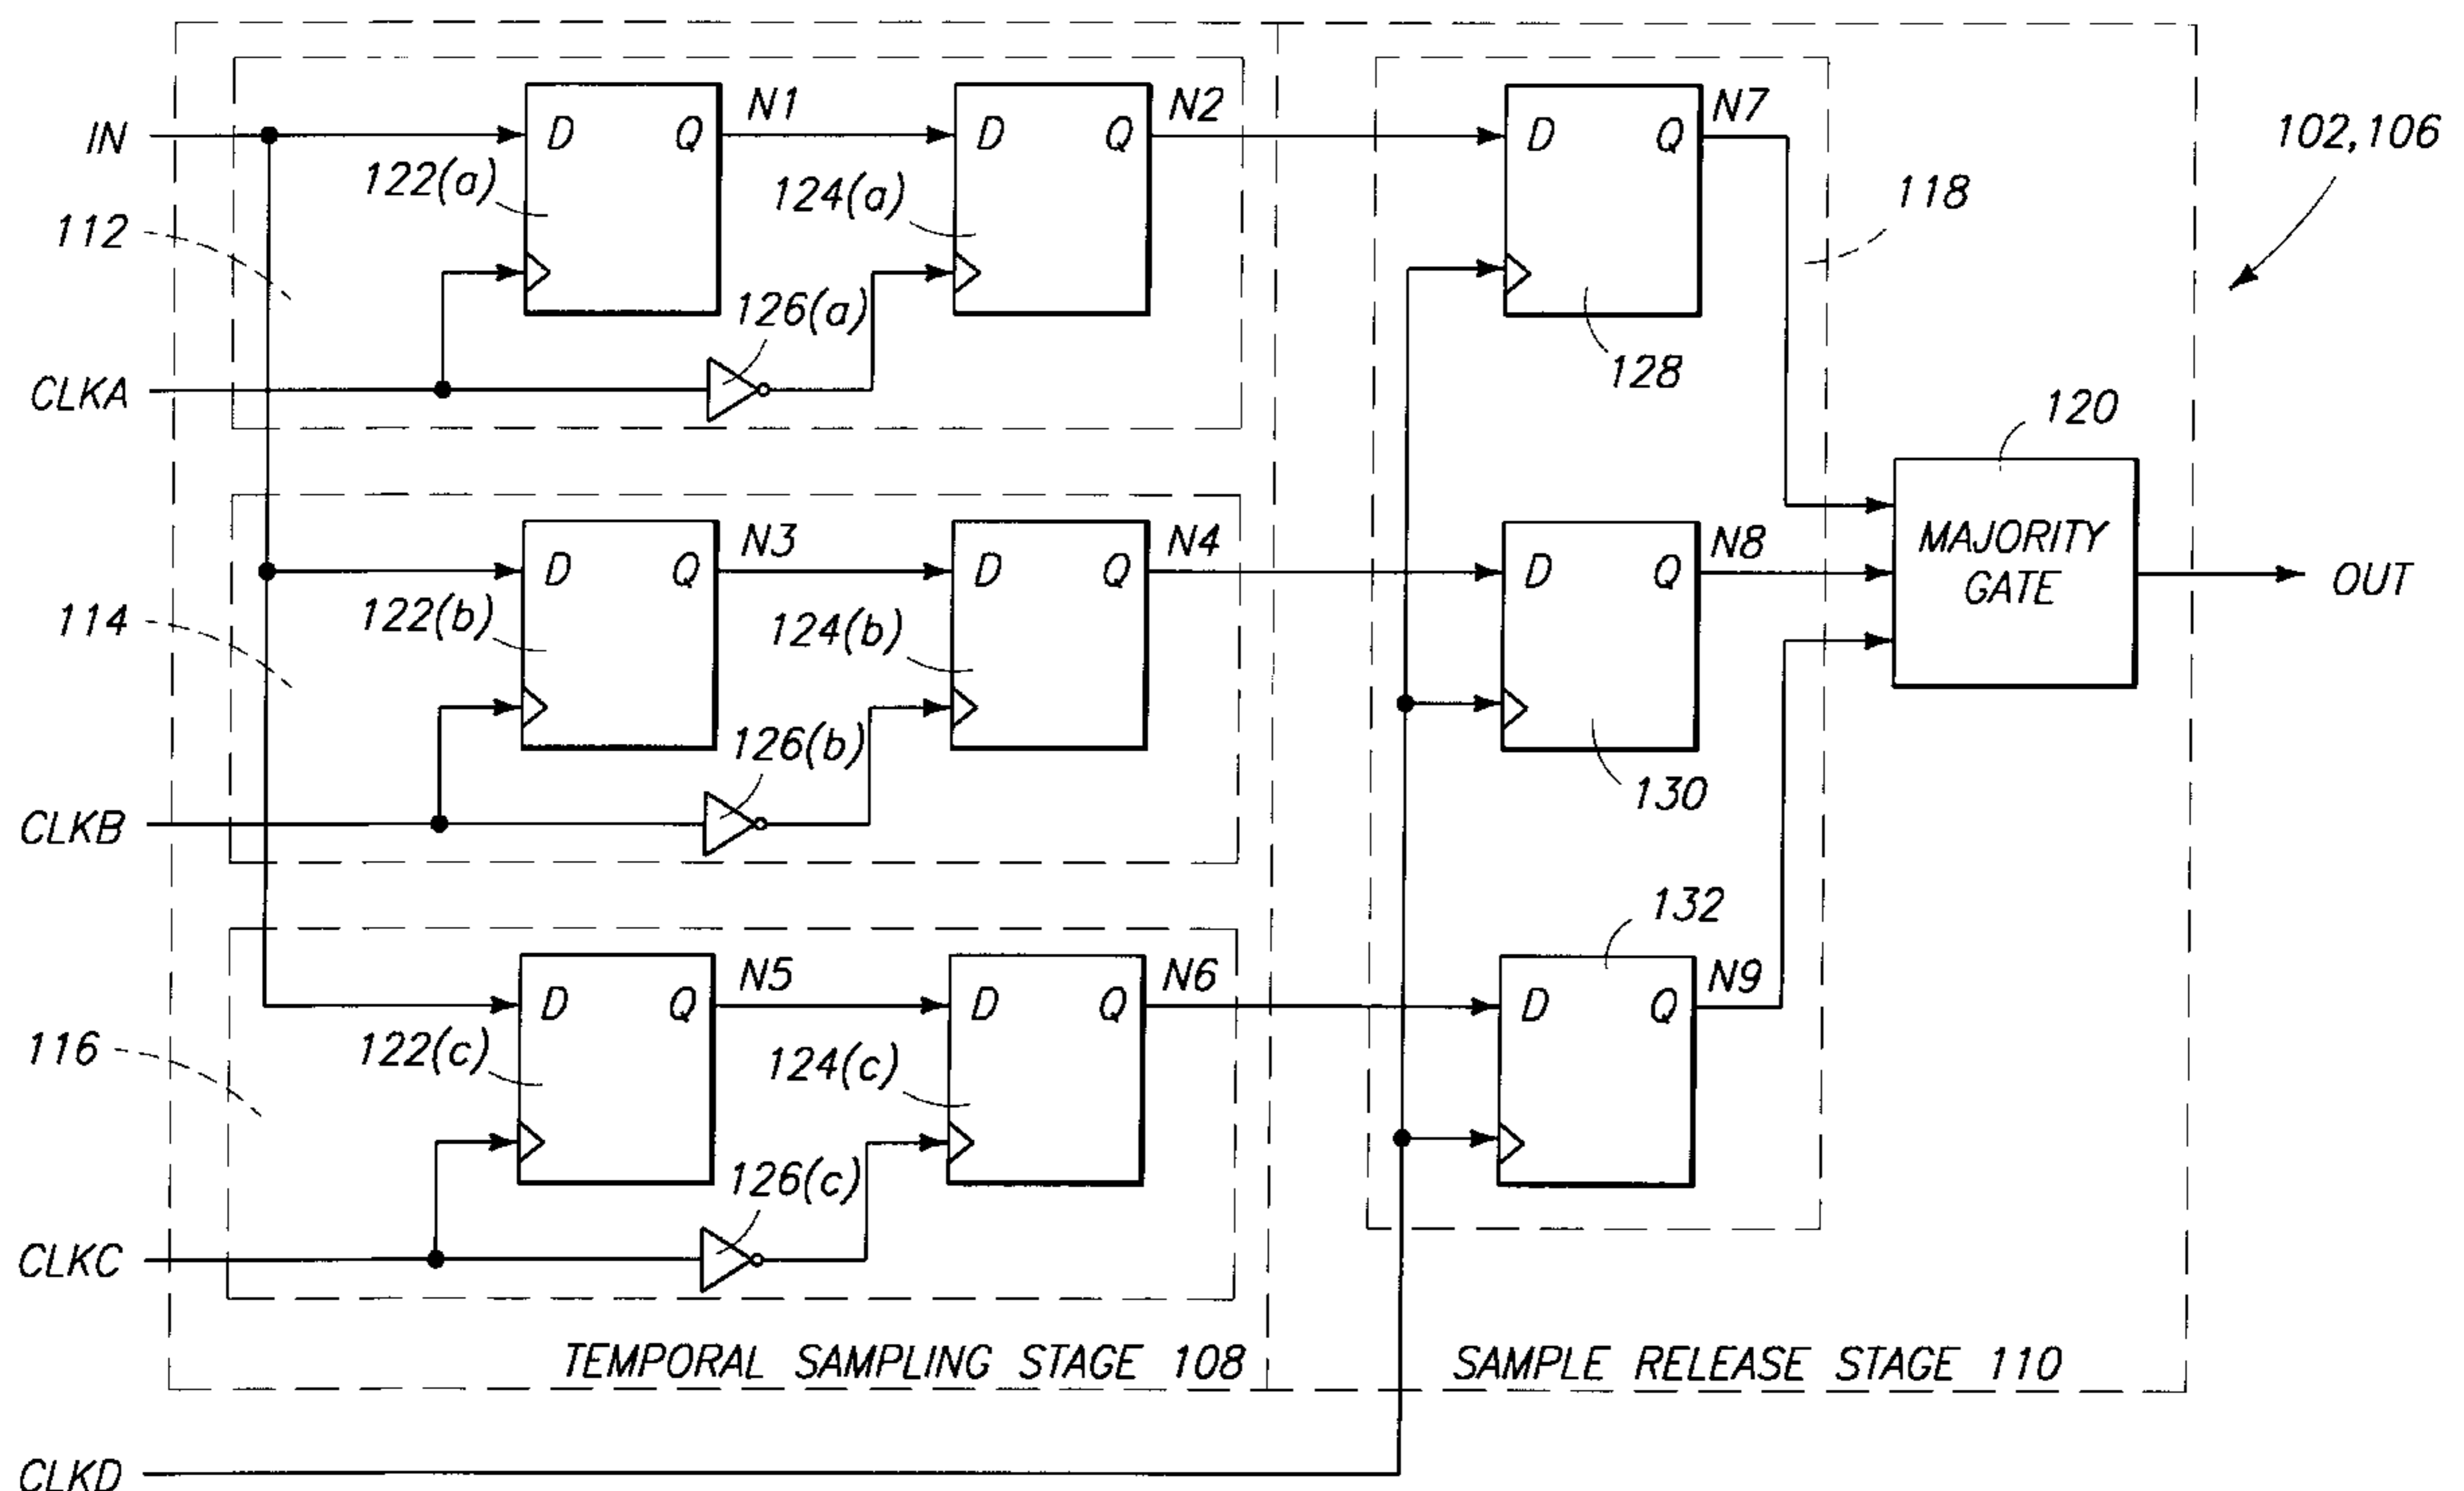 IN
D
Q
N1
D
Q
N2
D
Q
N7
102,106
122(a)
124(a)
118
112
126(a)
128
CLKA
120
D
Q
N3
D
Q
N4
D
Q
N8
MAJORITY
GATE
OUT
114
122(b)
124(b)
126(b)
130
CLKB
132
D
Q
N5
D
Q
N6
D
Q
N9
116
122(c)
124(c)
126(c)
CLKC
TEMPORAL SAMPLING STAGE 108
SAMPLE RELEASE STAGE 110
CLKD